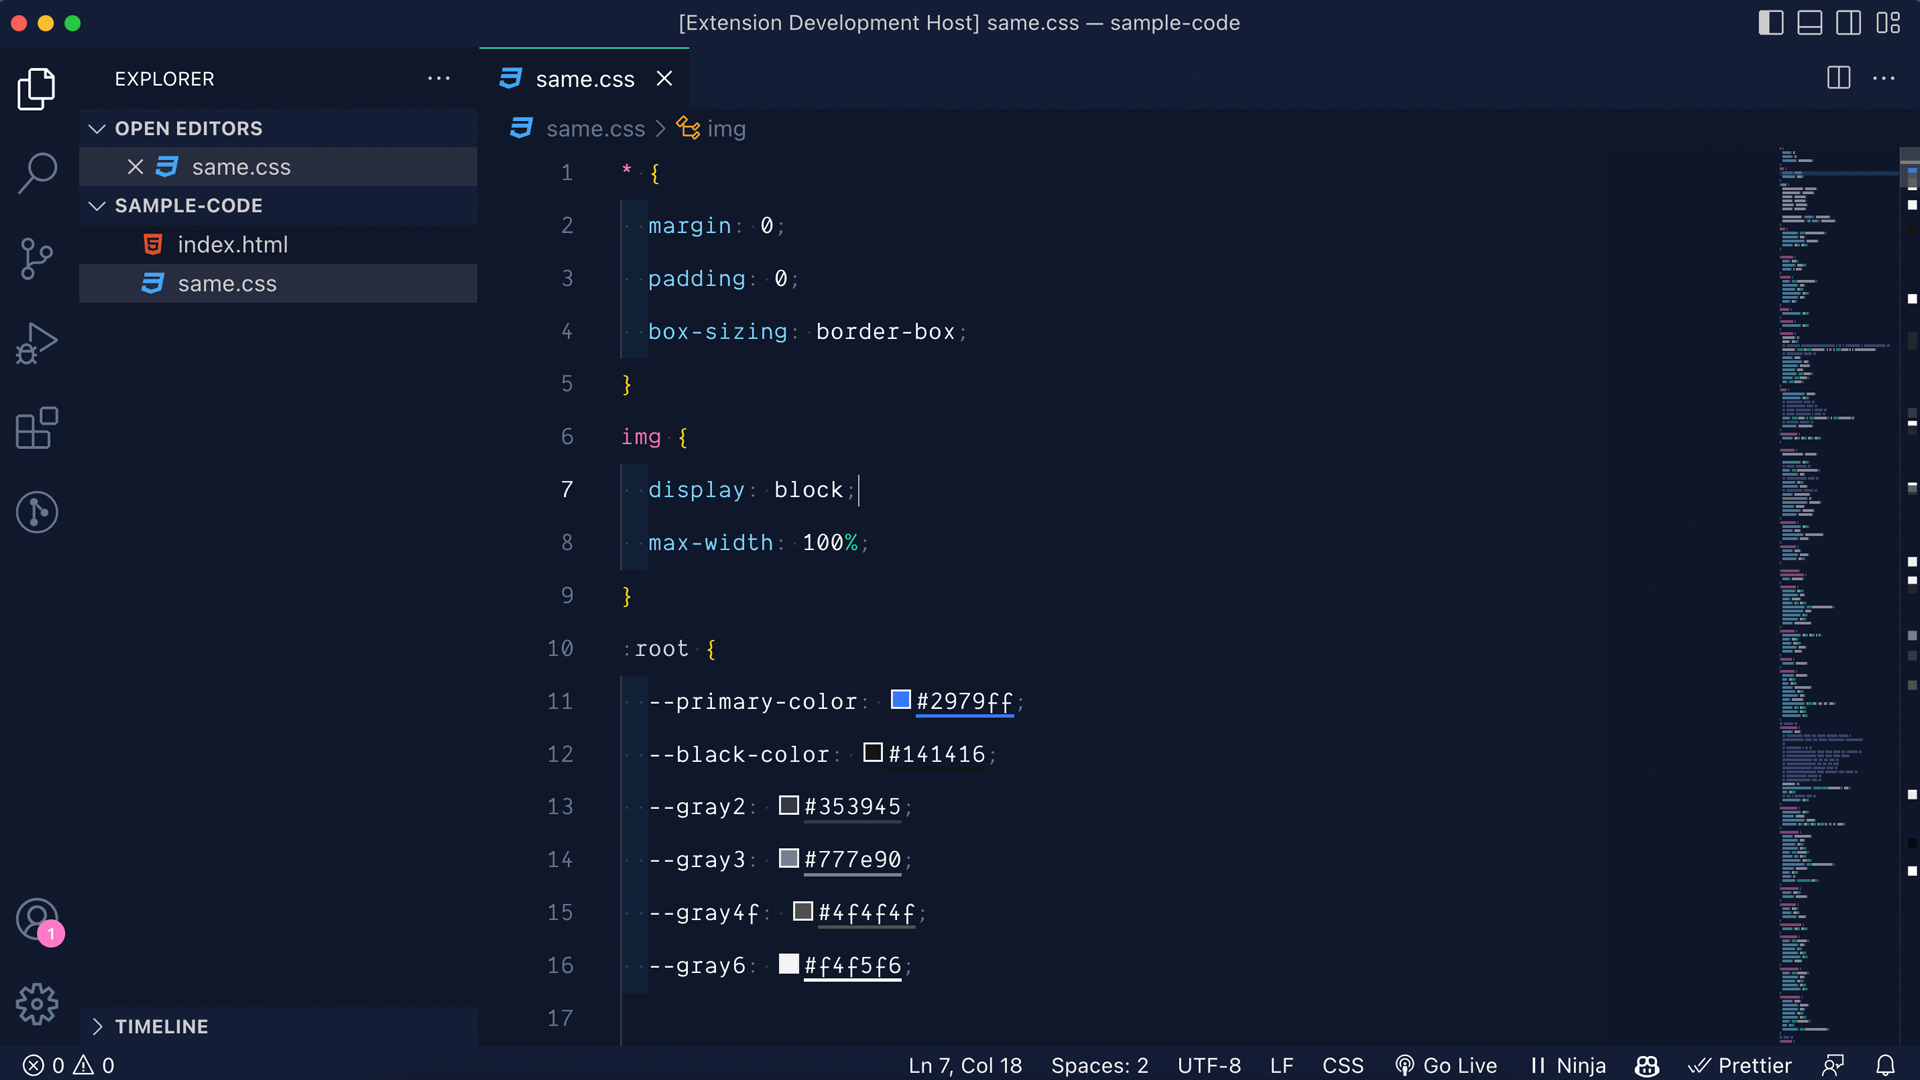 [Extension Development Host] same.css — sample-code
EXPLORER
OPEN EDITORS
same.css
SAMPLE-CODE
index.html
same.css
TIMELINE
same.css
same.css > img
1 * {
2 margin: 0;
3 padding: 0;
4 box-sizing: border-box;
5 }
6 img {
7 display: block;
8 max-width: 100%;
9 }
10 :root {
11 --primary-color: #2979ff;
12 --black-color: #141416;
13 --gray2: #353945;
14 --gray3: #777e90;
15 --gray4f: #4f4f4f;
16 --gray6: #f4f5f6;
17
1
0 0 Ln 7, Col 18 Spaces: 2 UTF-8 LF CSS Go Live Ninja Prettier